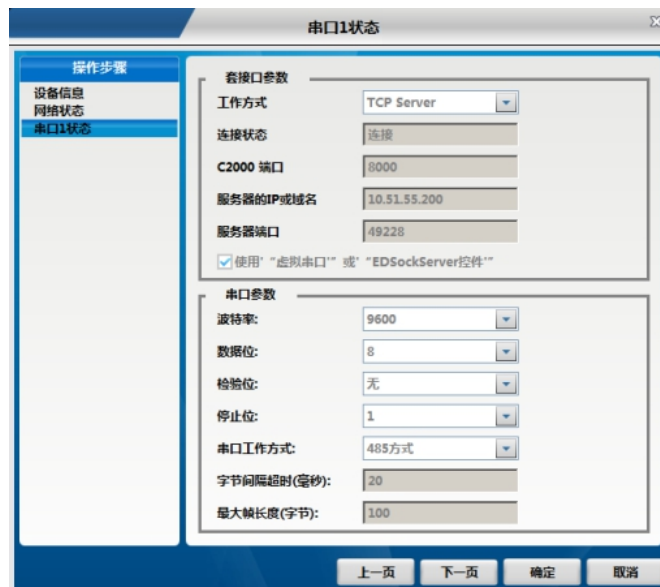 串口1状态
操作步骤
设备信息
网络状态
串口1状态
套接口参数
工作方式 TCP Server
连接状态 连接
C2000 端口 8000
服务器的IP或域名 10.51.55.200
服务器端口 49228
使用' "虚拟串口'" 或' "EDSockServer控件'"
串口参数
波特率: 9600
数据位: 8
检验位: 无
停止位: 1
串口工作方式: 485方式
字节间隔超时(毫秒): 20
最大帧长度(字节): 100
上一页 下一页 确定 取消